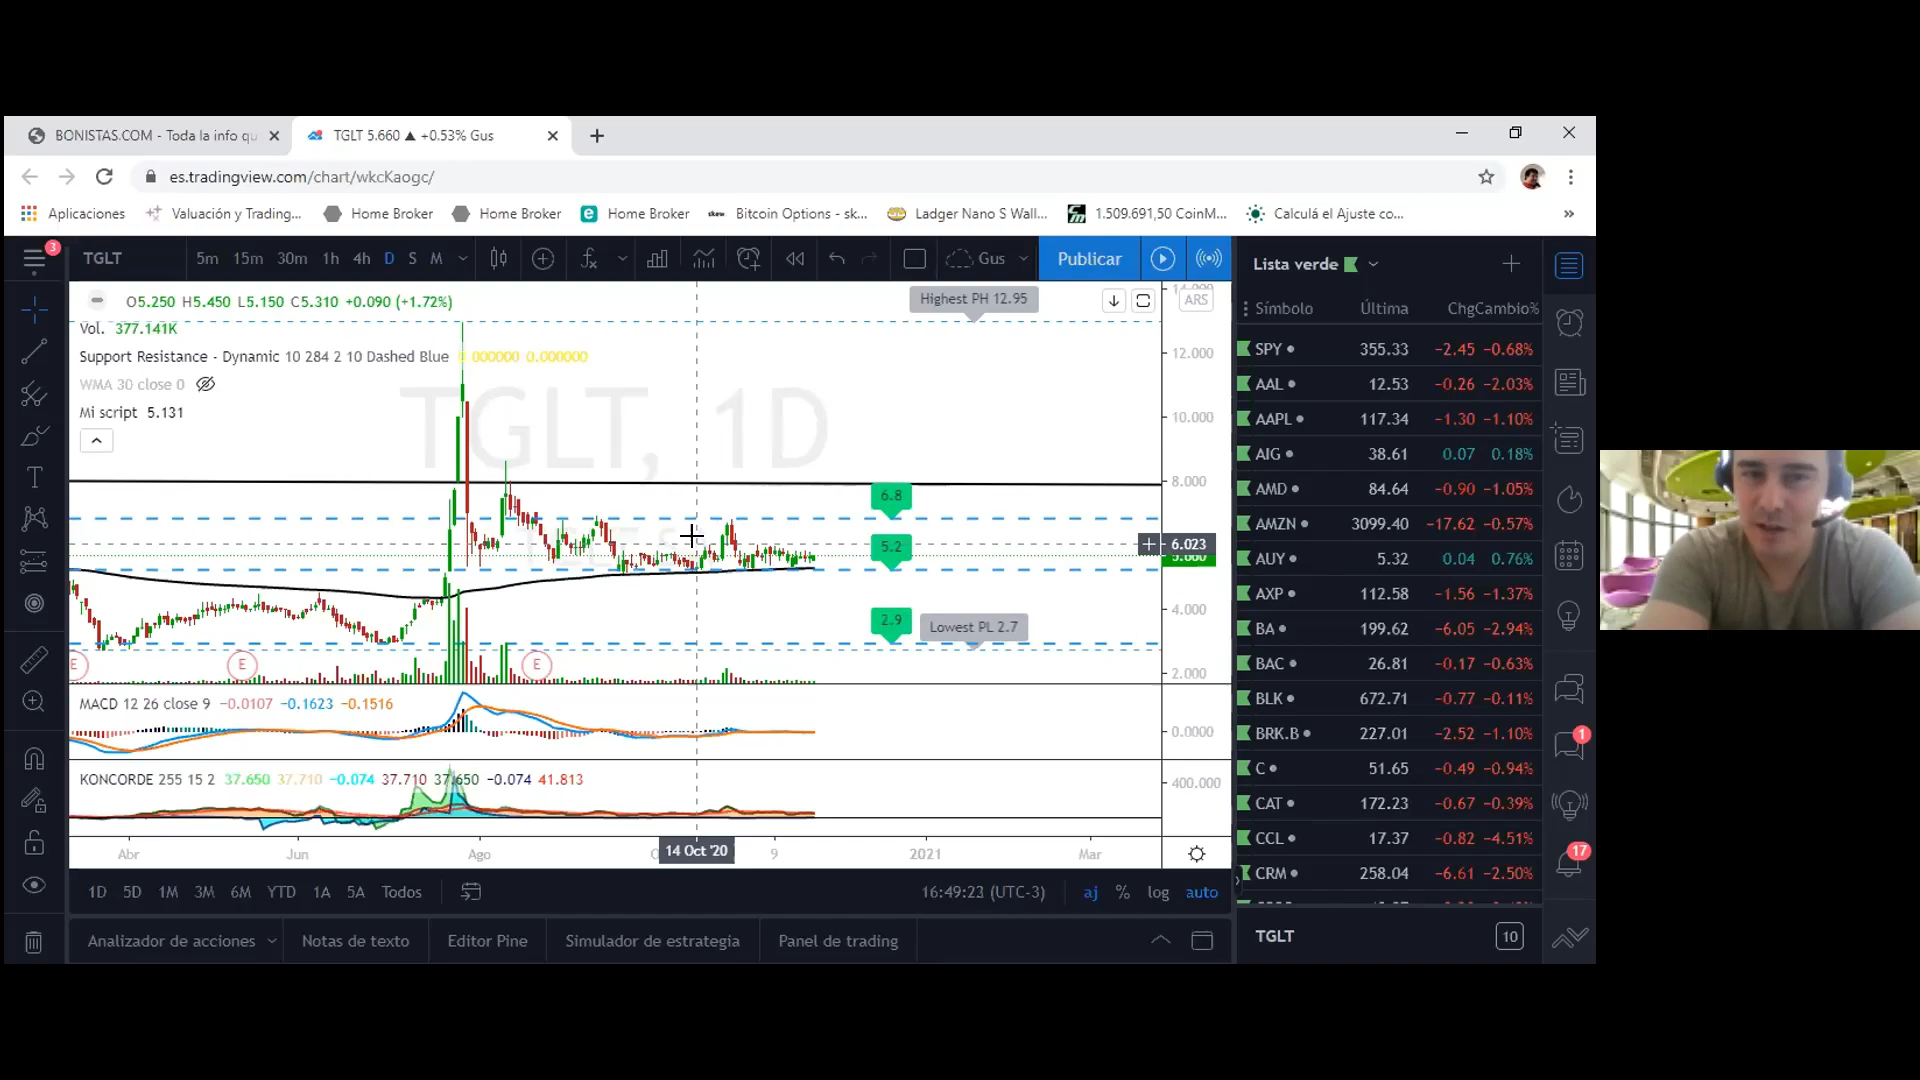 BONISTAS.COM - Toda la info qu
TGLT 5.660 ▲ +0.53% Gus
es.tradingview.com/chart/wkcKaogc/
Aplicaciones Valuación y Trading... Home Broker Home Broker Home Broker skew Bitcoin Options - sk... Ladger Nano S Wall... 1.509.691,50 CoinM... Calculá el Ajuste co... »
3 TGLT 5m 15m 30m 1h 4h D S M Gus Publicar
O5.250 H5.450 L5.150 C5.310 +0.090 (+1.72%)
Vol. 377.141K
Support Resistance - Dynamic 10 284 2 10 Dashed Blue 0.000000 0.000000
WMA 30 close 0
Mi script 5.131
TGLT, 1D
Highest PH 12.95
ARS
14.000
12.000
10.000
8.000
6.8
6.023
5.660
5.2
4.000
2.9
Lowest PL 2.7
2.000
E E E
MACD 12 26 close 9 −0.0107 −0.1623 −0.1516
0.0000
KONCORDE 255 15 2 37.650 37.710 −0.074 37.710 37.650 −0.074 41.813
400.000
Abr Jun Ago 14 Oct '20 9 2021 Mar
1D 5D 1M 3M 6M YTD 1A 5A Todos 16:49:23 (UTC-3) aj % log auto
Analizador de acciones Notas de texto Editor Pine Simulador de estrategia Panel de trading
Lista verde
Símbolo Última Chg Cambio%
SPY 355.33 −2.45 −0.68%
AAL 12.53 −0.26 −2.03%
AAPL 117.34 −1.30 −1.10%
AIG 38.61 0.07 0.18%
AMD 84.64 −0.90 −1.05%
AMZN 3099.40 −17.62 −0.57%
AUY 5.32 0.04 0.76%
AXP 112.58 −1.56 −1.37%
BA 199.62 −6.05 −2.94%
BAC 26.81 −0.17 −0.63%
BLK 672.71 −0.77 −0.11%
BRK.B 227.01 −2.52 −1.10%
C 51.65 −0.49 −0.94%
CAT 172.23 −0.67 −0.39%
CCL 17.37 −0.82 −4.51%
CRM 258.04 −6.61 −2.50%
TGLT 10
1
17